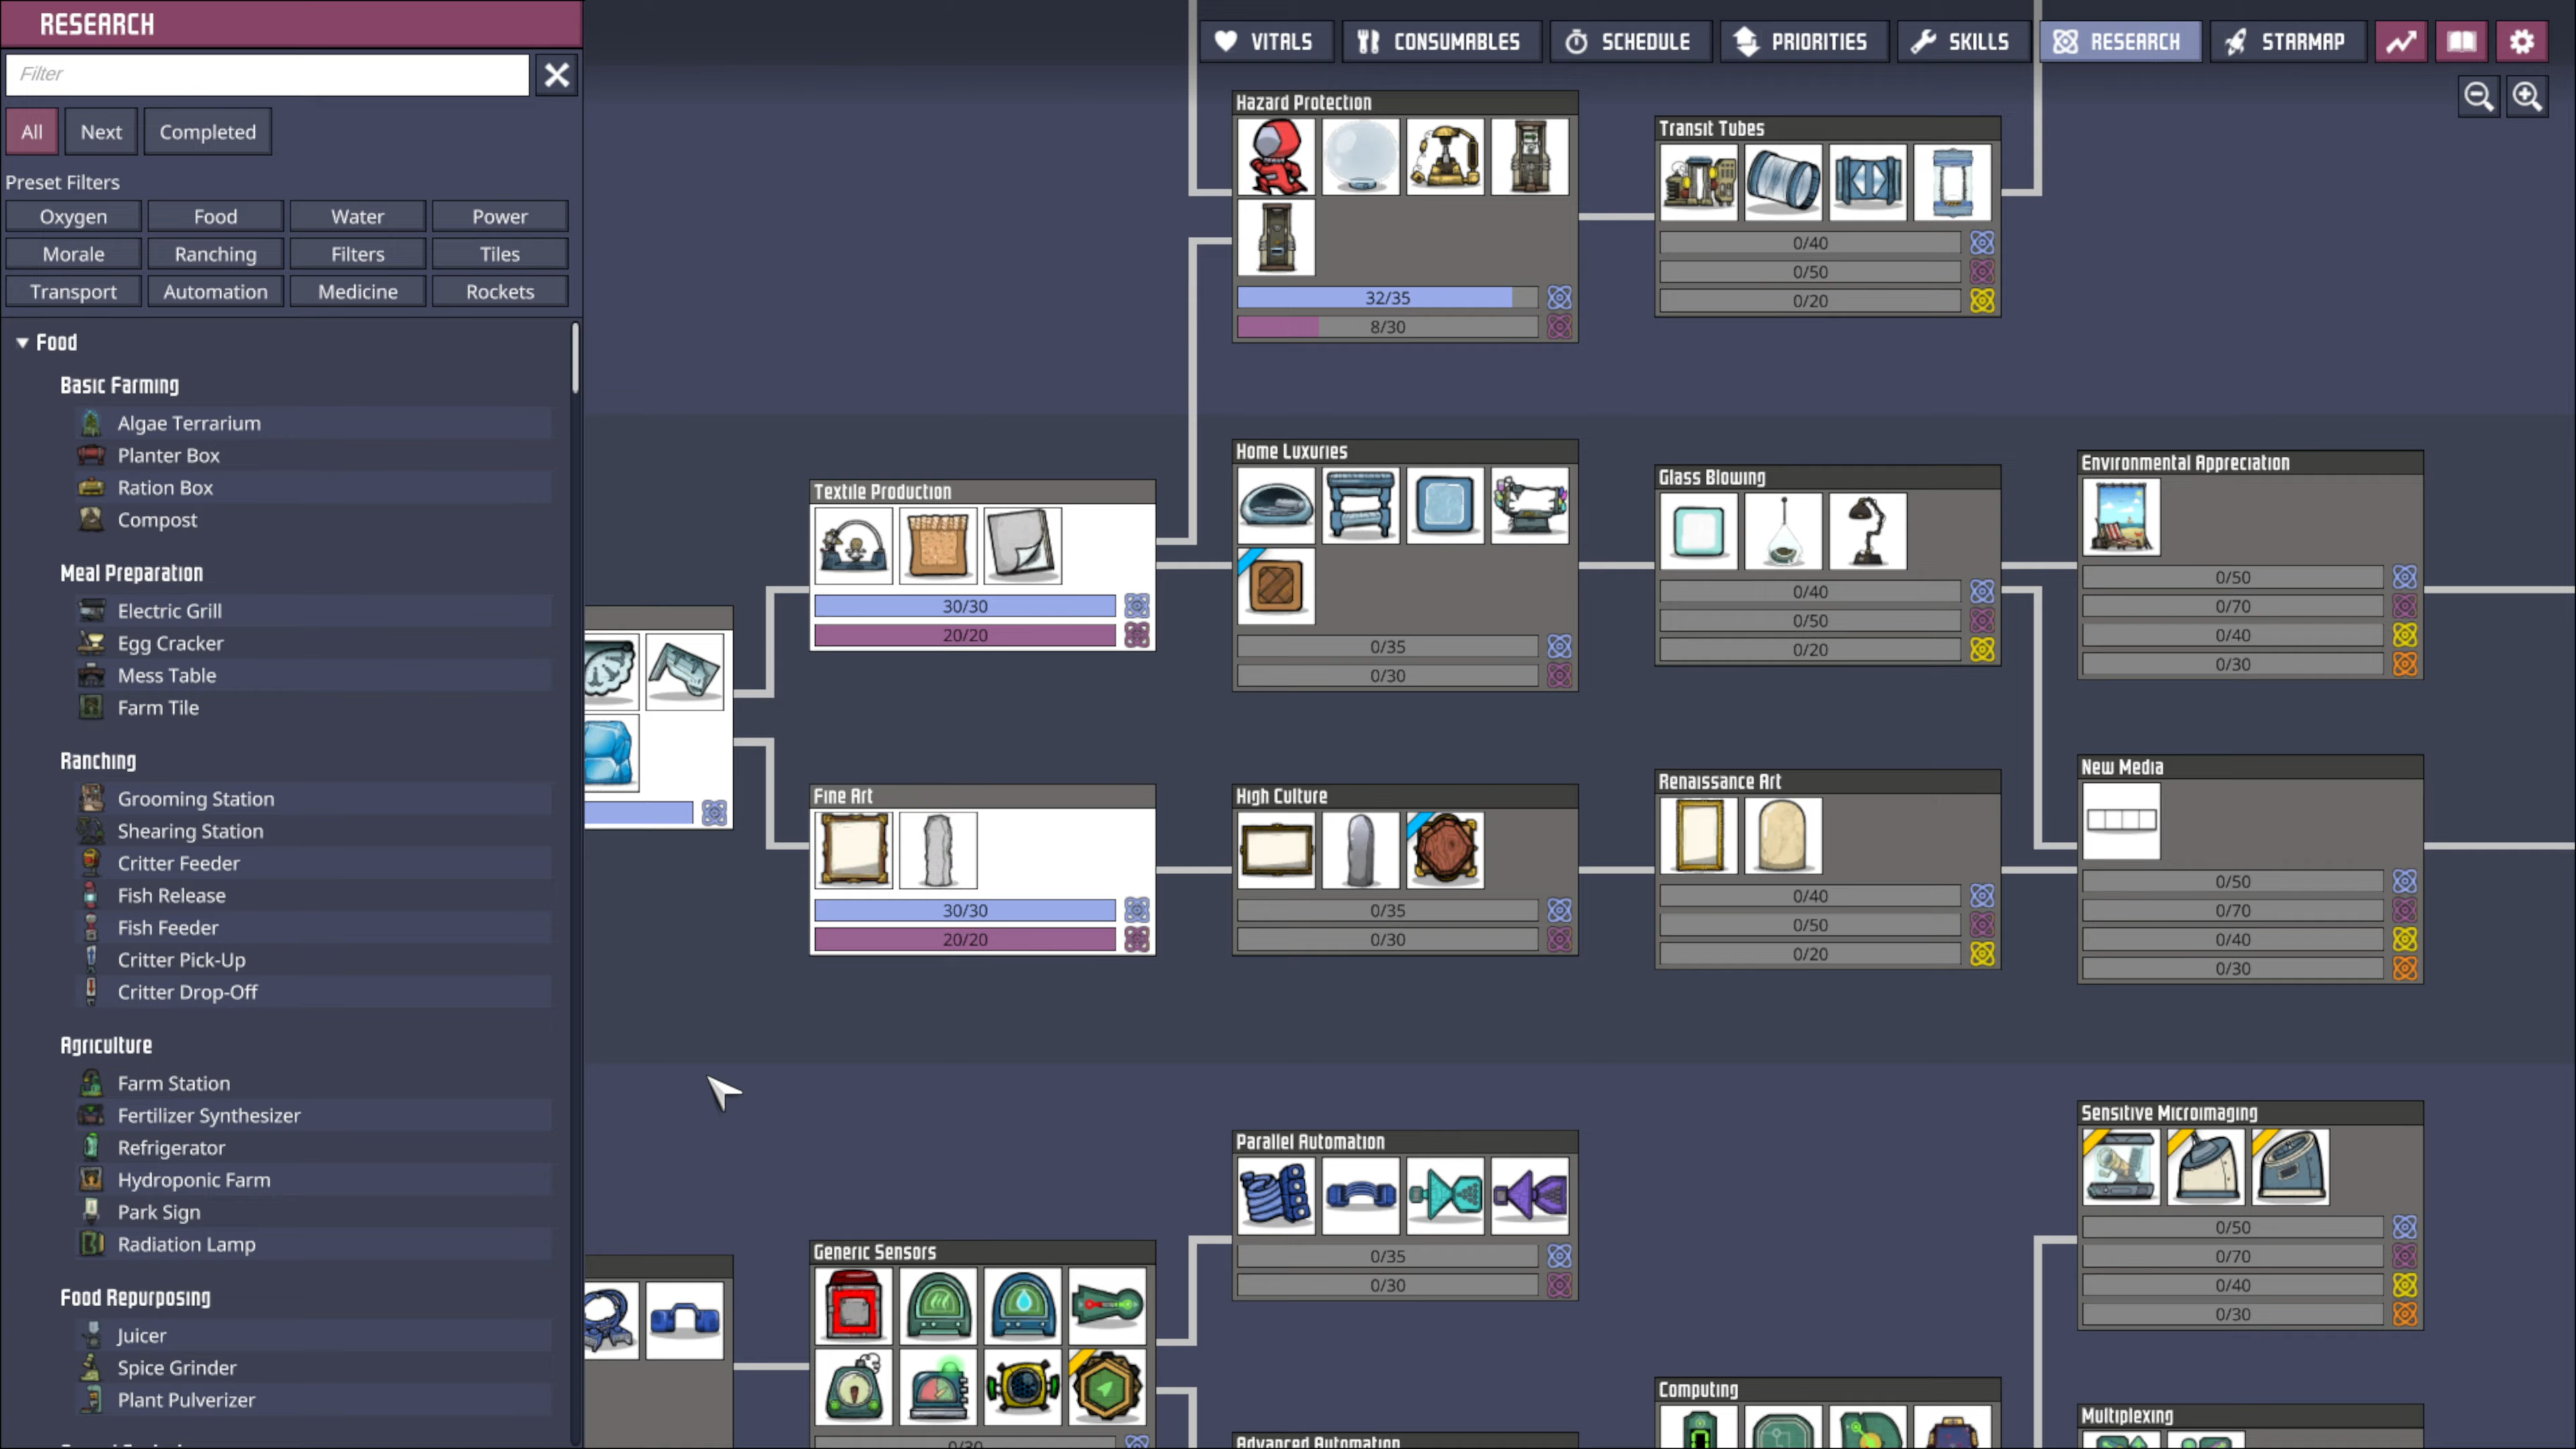 RESEARCH
VITALS
CONSUMABLES
SCHEDULE
PRIORITIES
SKILLS
RESEARCH
STARMAP
Filter
All
Next
Completed
Preset Filters
Oxygen
Food
Water
Power
Morale
Ranching
Filters
Tiles
Transport
Automation
Medicine
Rockets
Food
Basic Farming
Algae Terrarium
Planter Box
Ration Box
Compost
Meal Preparation
Electric Grill
Egg Cracker
Mess Table
Farm Tile
Ranching
Grooming Station
Shearing Station
Critter Feeder
Fish Release
Fish Feeder
Critter Pick-Up
Critter Drop-Off
Agriculture
Farm Station
Fertilizer Synthesizer
Refrigerator
Hydroponic Farm
Park Sign
Radiation Lamp
Food Repurposing
Juicer
Spice Grinder
Plant Pulverizer
Hazard Protection
32/35
8/30
Transit Tubes
0/40
0/50
0/20
Textile Production
30/30
20/20
Home Luxuries
0/35
0/30
Glass Blowing
0/40
0/50
0/20
Environmental Appreciation
0/50
0/70
0/40
0/30
Fine Art
30/30
20/20
High Culture
0/35
0/30
Renaissance Art
0/40
0/50
0/20
New Media
0/50
0/70
0/40
0/30
Parallel Automation
0/35
0/30
Sensitive Microimaging
0/50
0/70
0/40
0/30
Generic Sensors
0/30
Advanced Automation
Computing
Multiplexing